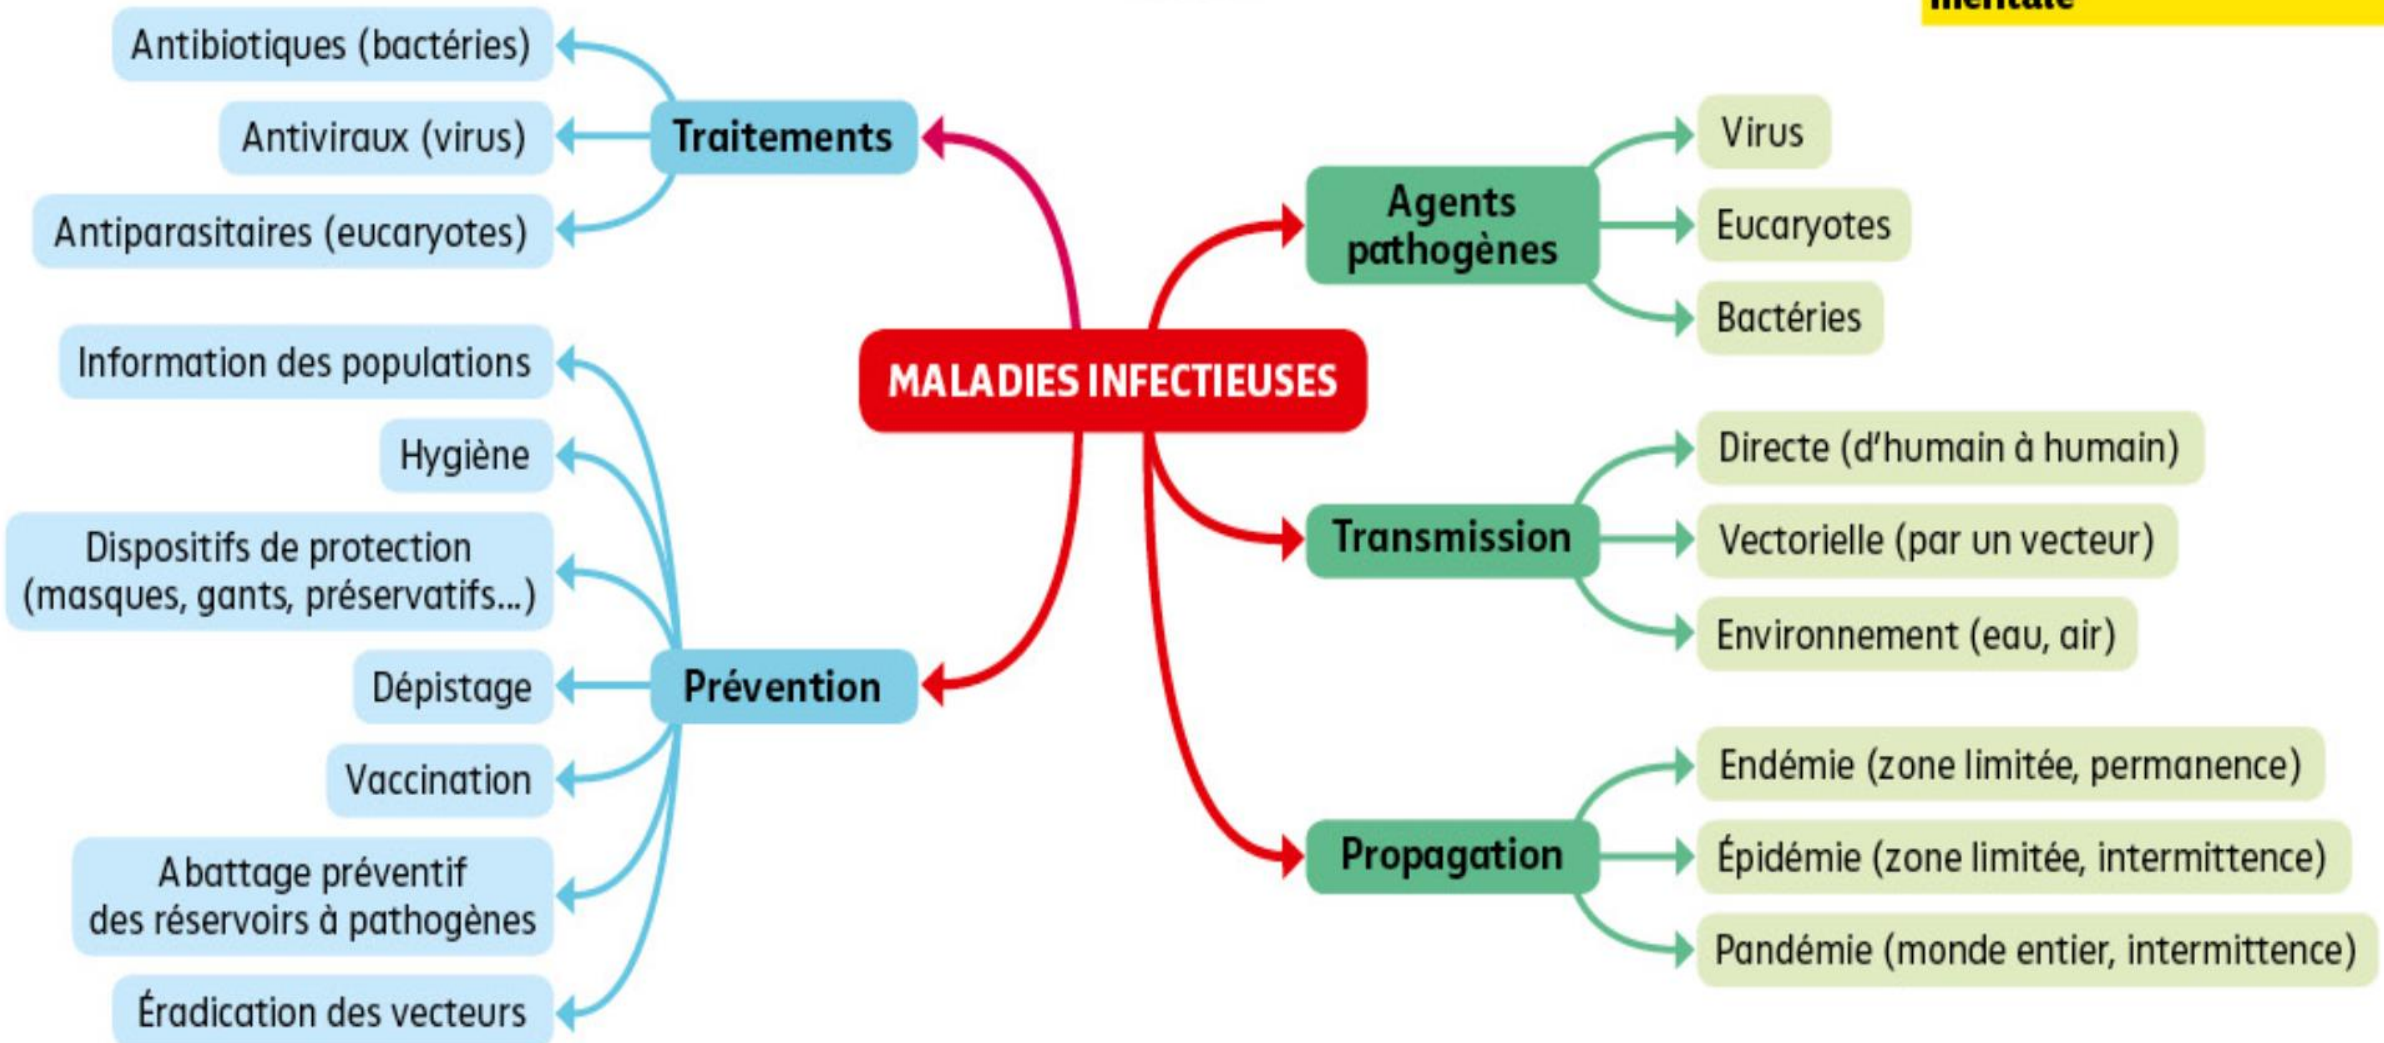 mentale
Antibiotiques (bactéries)
Antiviraux (virus)
Antiparasitaires (eucaryotes)
Traitements
Information des populations
Hygiène
Dispositifs de protection
(masques, gants, préservatifs...)
Dépistage
Vaccination
Abattage préventif
des réservoirs à pathogènes
Éradication des vecteurs
Prévention
MALADIES INFECTIEUSES
Agents
pathogènes
Virus
Eucaryotes
Bactéries
Transmission
Directe (d'humain à humain)
Vectorielle (par un vecteur)
Environnement (eau, air)
Propagation
Endémie (zone limitée, permanence)
Épidémie (zone limitée, intermittence)
Pandémie (monde entier, intermittence)